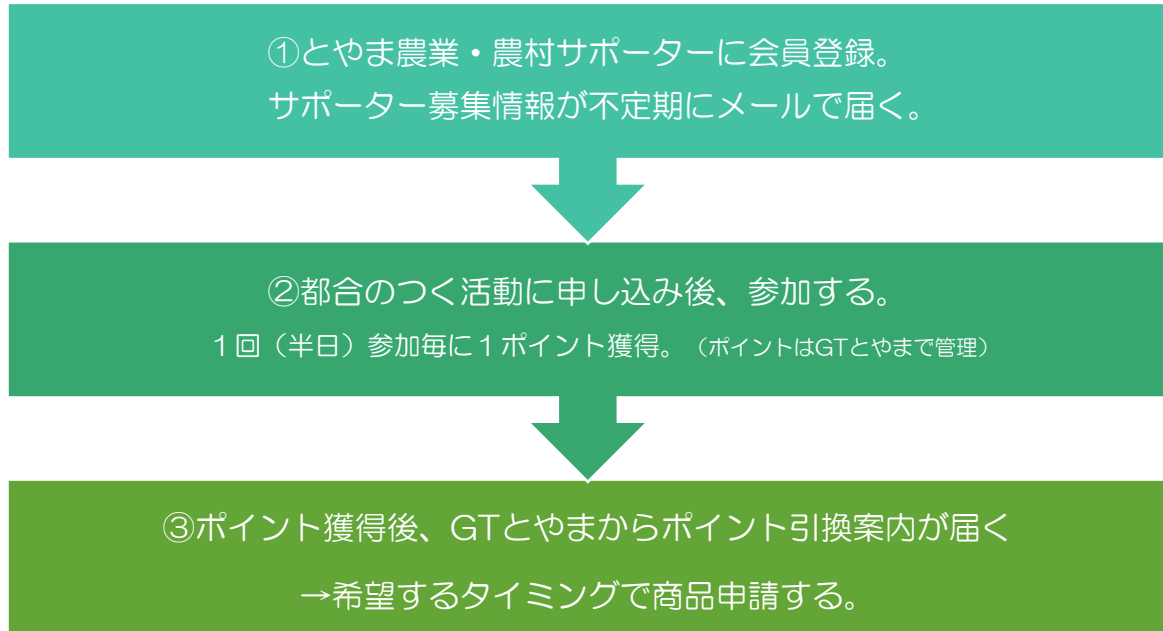 ①とやま農業・農村サポーターに会員登録。
サポーター募集情報が不定期にメールで届く。
②都合のつく活動に申し込み後、参加する。
１回（半日）参加毎に１ポイント獲得。（ポイントはGTとやまで管理）
③ポイント獲得後、GTとやまからポイント引換案内が届く
→希望するタイミングで商品申請する。